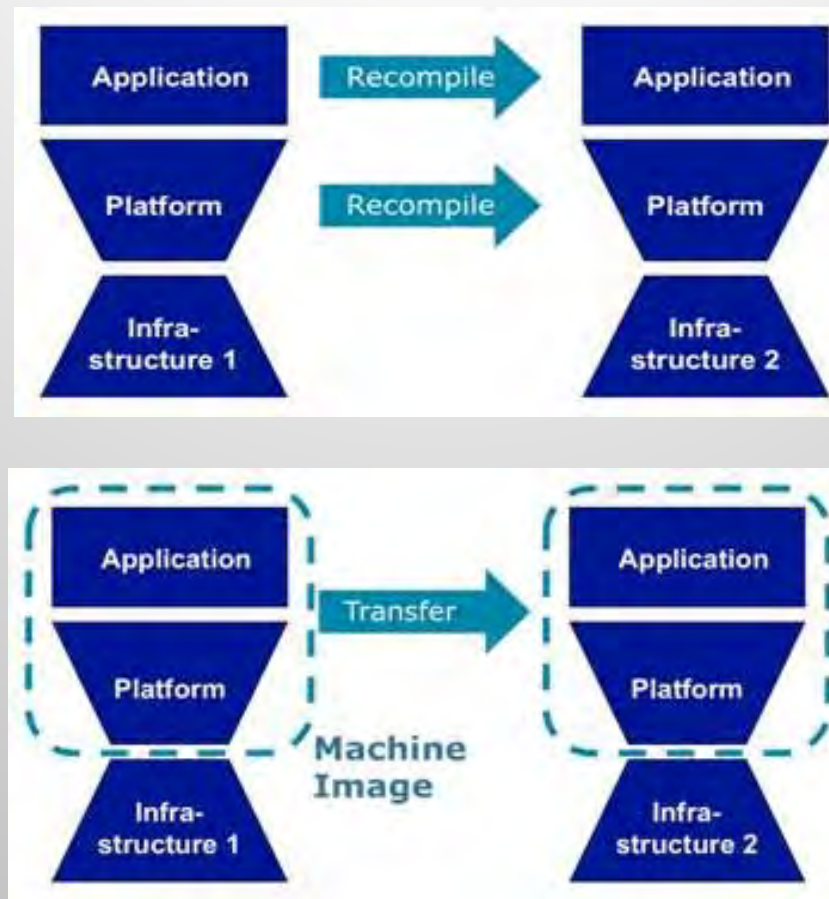 Application
Recompile
Application
Platform
Recompile
Platform
Infra-
structure 1
Infra-
structure 2
Application
Transfer
Application
Platform
Platform
Machine
Image
Infra-
structure 1
Infra-
structure 2